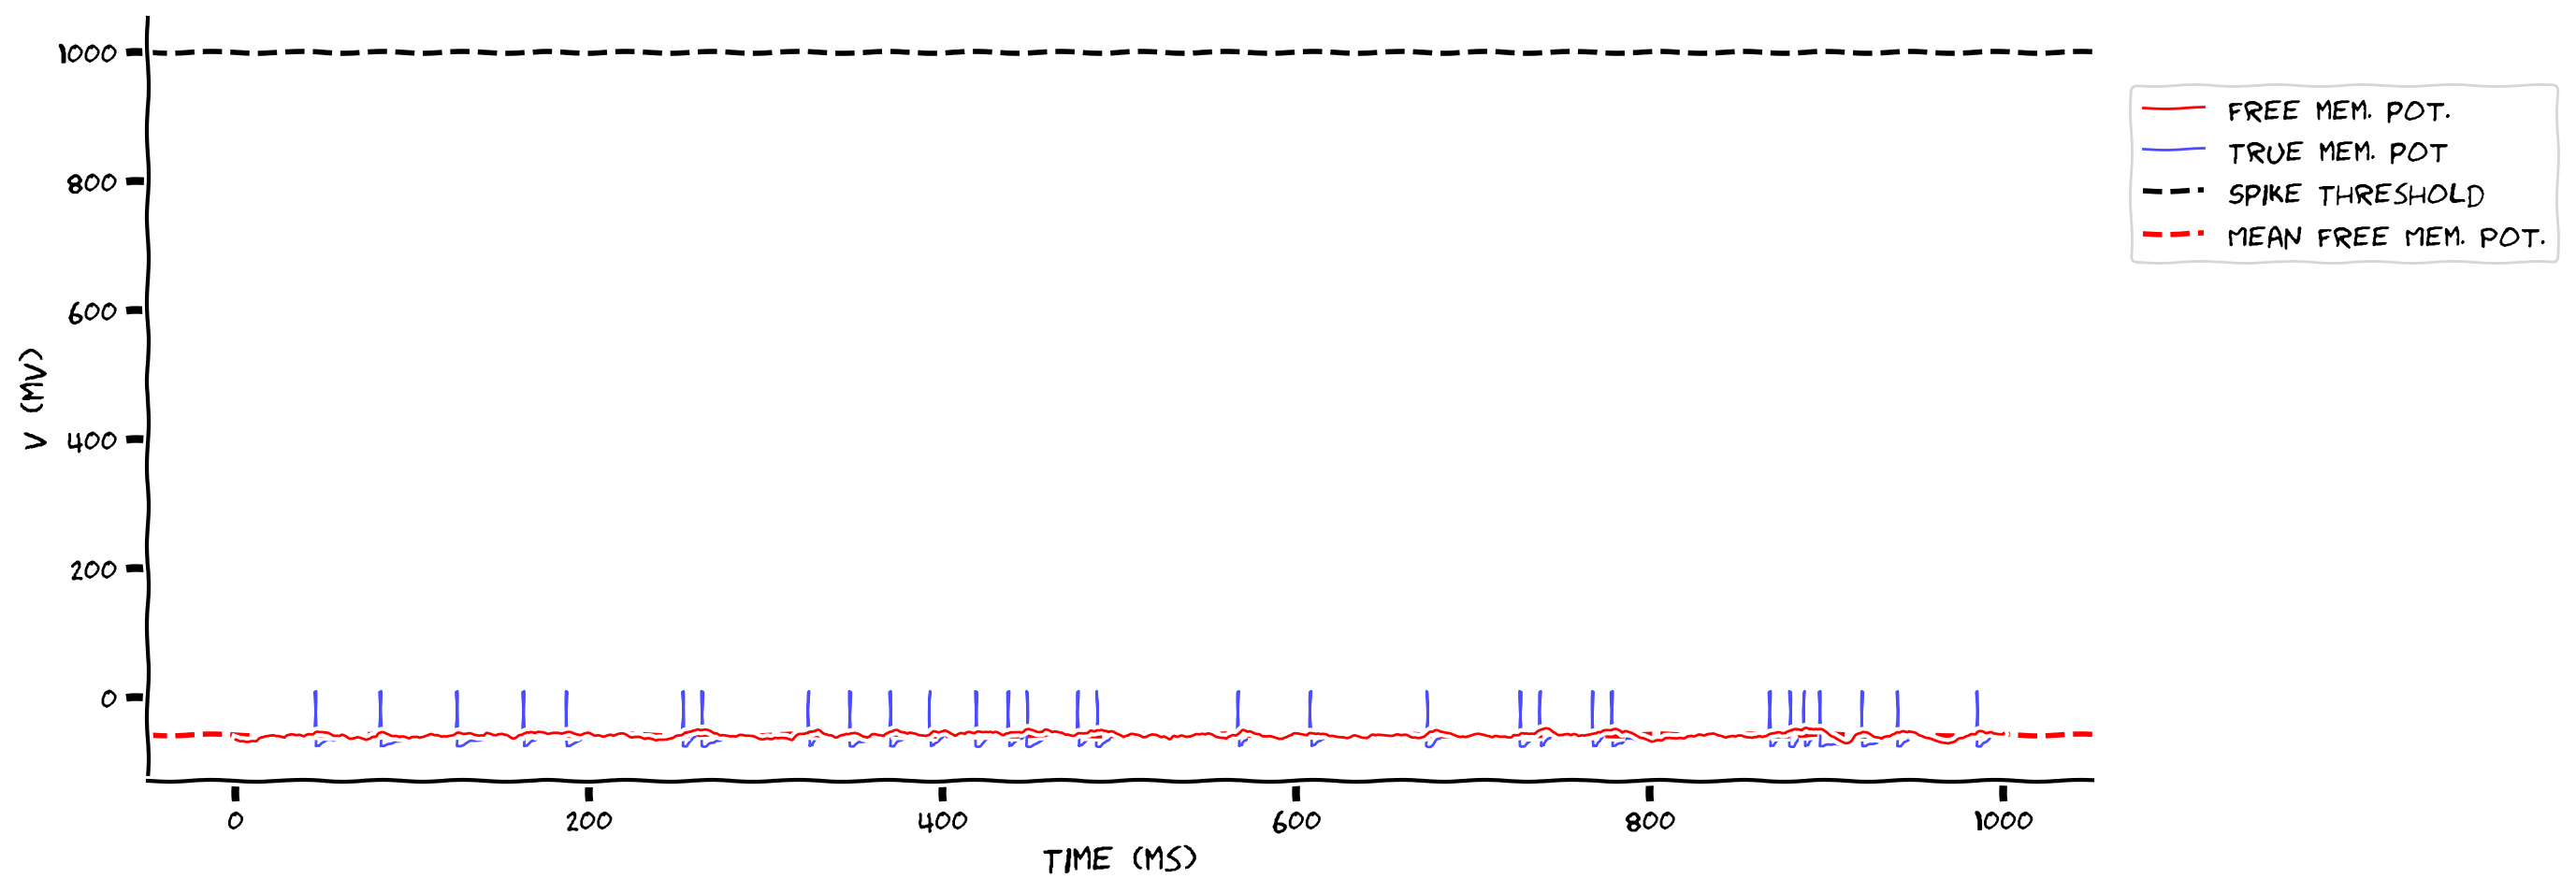 1000
800
600
400
200
0
V (MV)
0 200 400 600 800 1000
TIME (MS)
FREE MEM. POT.
TRUE MEM. POT
SPIKE THRESHOLD
MEAN FREE MEM. POT.